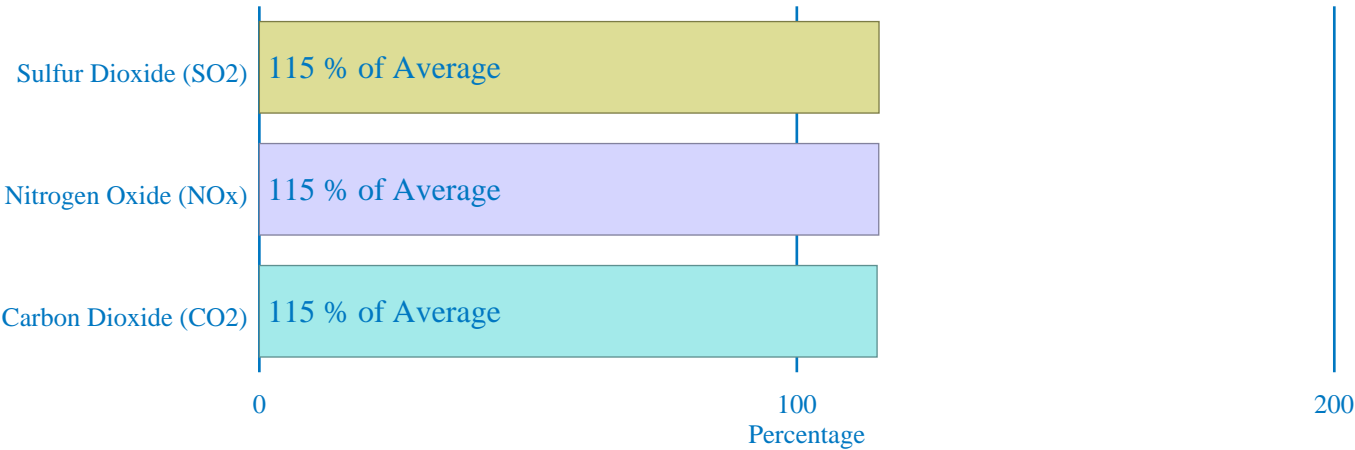 Sulfur Dioxide (SO2)
115 % of Average
Nitrogen Oxide (NOx)
115 % of Average
Carbon Dioxide (CO2)
115 % of Average
0
100
200
Percentage